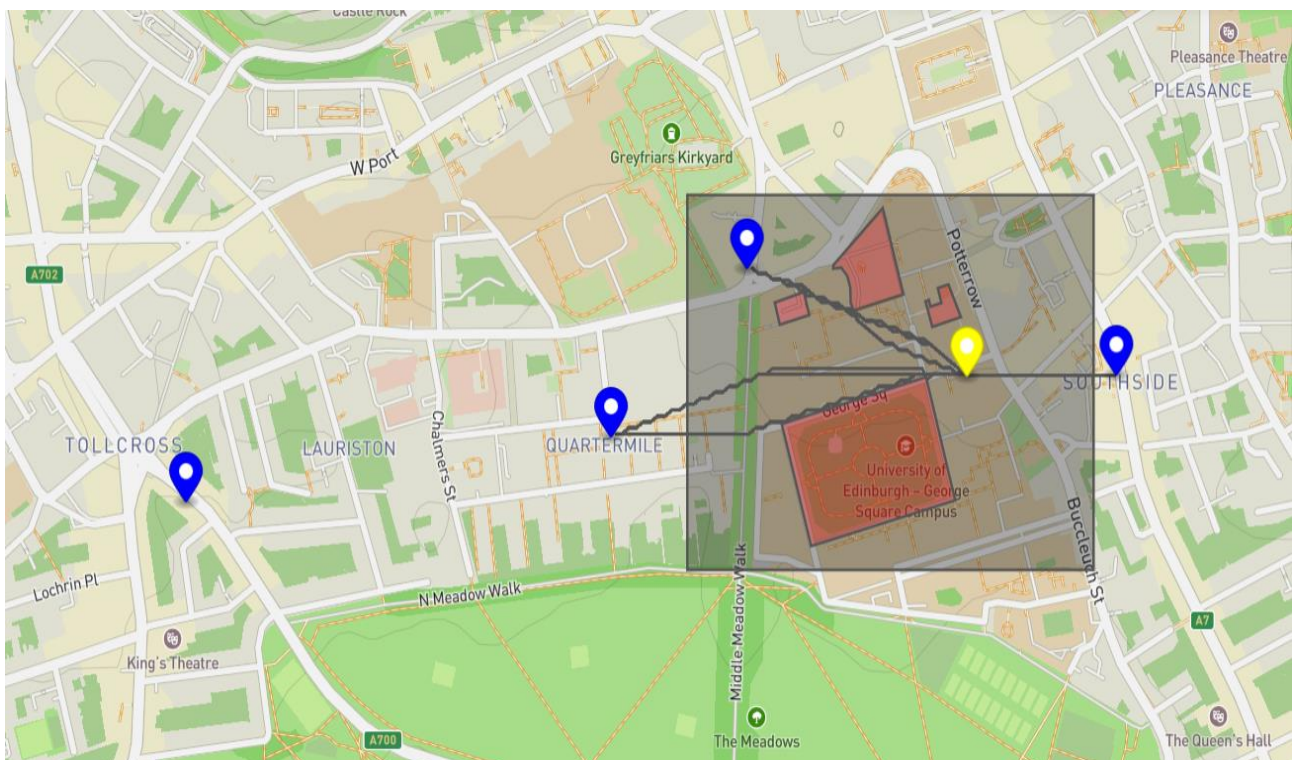 Castle Rock
Pleasance Theatre
PLEASANCE
Greyfriars Kirkyard
W Port
A702
Potterrow
SOUTHSIDE
George Sq
TOLLCROSS
LAURISTON
Chalmers St
QUARTERMILE
University of
Edinburgh – George
Square Campus
Buccleuch St
Lochrin Pl
N Meadow Walk
Middle Meadow Walk
A7
King's Theatre
A700
The Meadows
The Queen's Hall